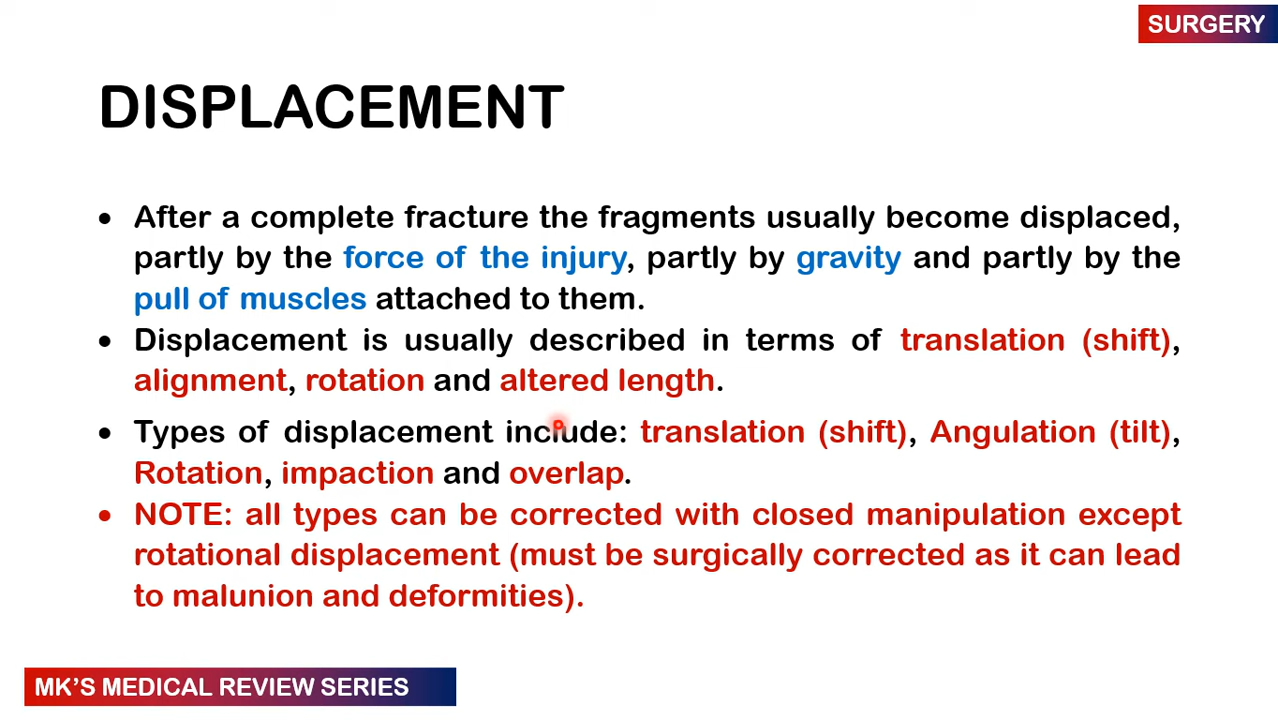 SURGERY
DISPLACEMENT
• After a complete fracture the fragments usually become displaced,
partly by the force of the injury, partly by gravity and partly by the
pull of muscles attached to them.
• Displacement is usually described in terms of translation (shift),
alignment, rotation and altered length.
• Types of displacement include: translation (shift), Angulation (tilt),
Rotation, impaction and overlap.
• NOTE: all types can be corrected with closed manipulation except
rotational displacement (must be surgically corrected as it can lead
to malunion and deformities).
MK'S MEDICAL REVIEW SERIES